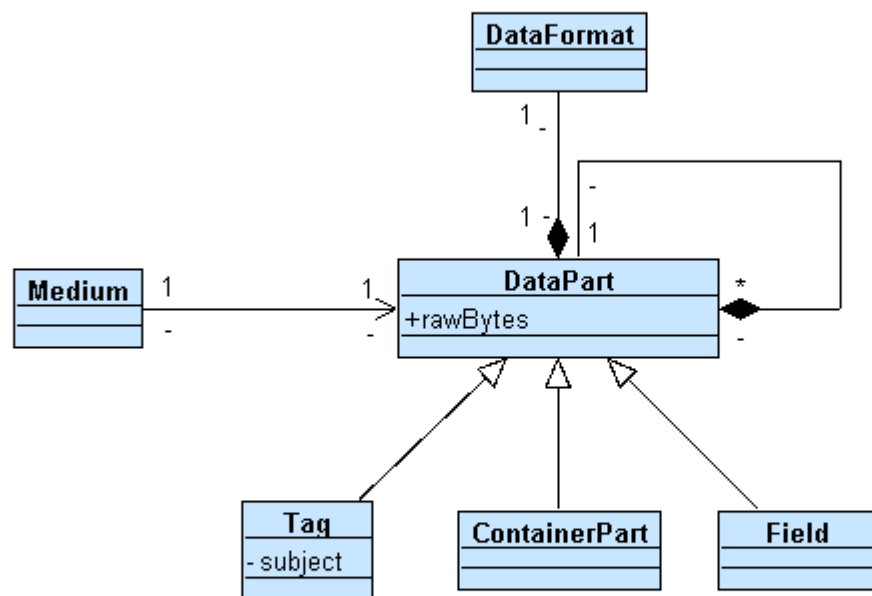 DataFormat
1 -
-
1 - 1
Medium 1 1 DataPart *
- - +rawBytes -
Tag ContainerPart Field
- subject